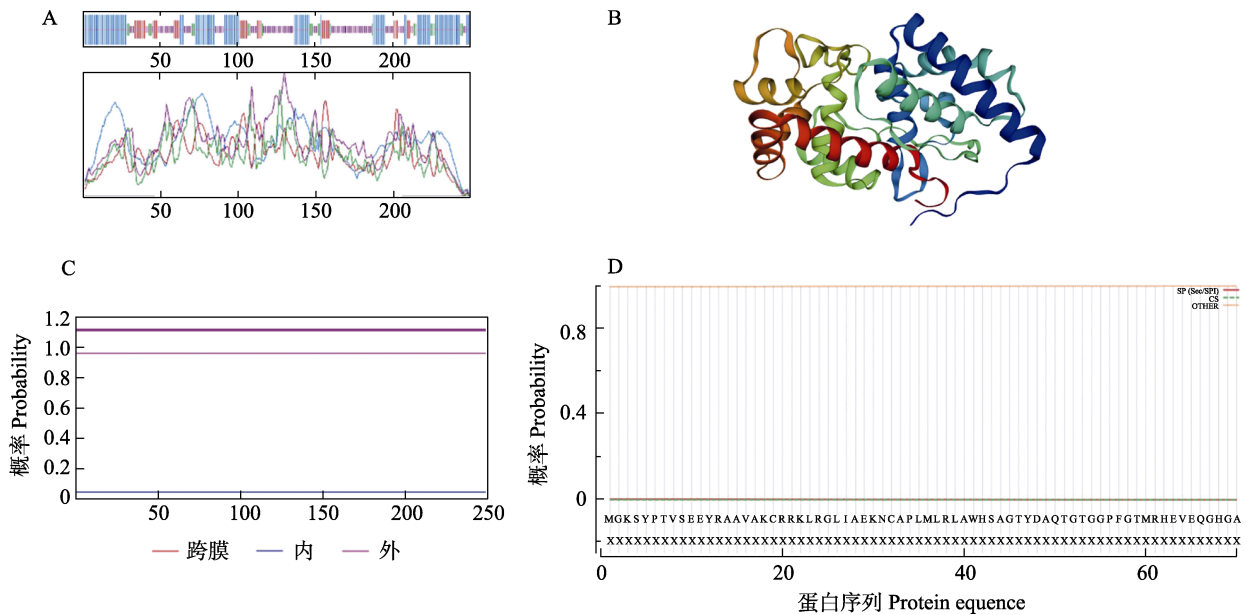 A
50 100 150 200
50 100 150 200
B
C
1.2
1.0
0.8
0.6
0.4
0.2
0
概率 Probability
50 100 150 200 250
跨膜 内 外
D
SP (Sec/SPI)
CS
OTHER
0.8
0.4
0
概率 Probability
MGKSYPTVSEEYRAAVAKCRRKLRGLIAEKNCAPLMLRLAWHSAGTYDAQTGTGGPFGTMRHEVEQGHGA
XXXXXXXXXXXXXXXXXXXXXXXXXXXXXXXXXXXXXXXXXXXXXXXXXXXXXXXXXXXXXXXXXXXXXX
0 20 40 60
蛋白序列 Protein equence